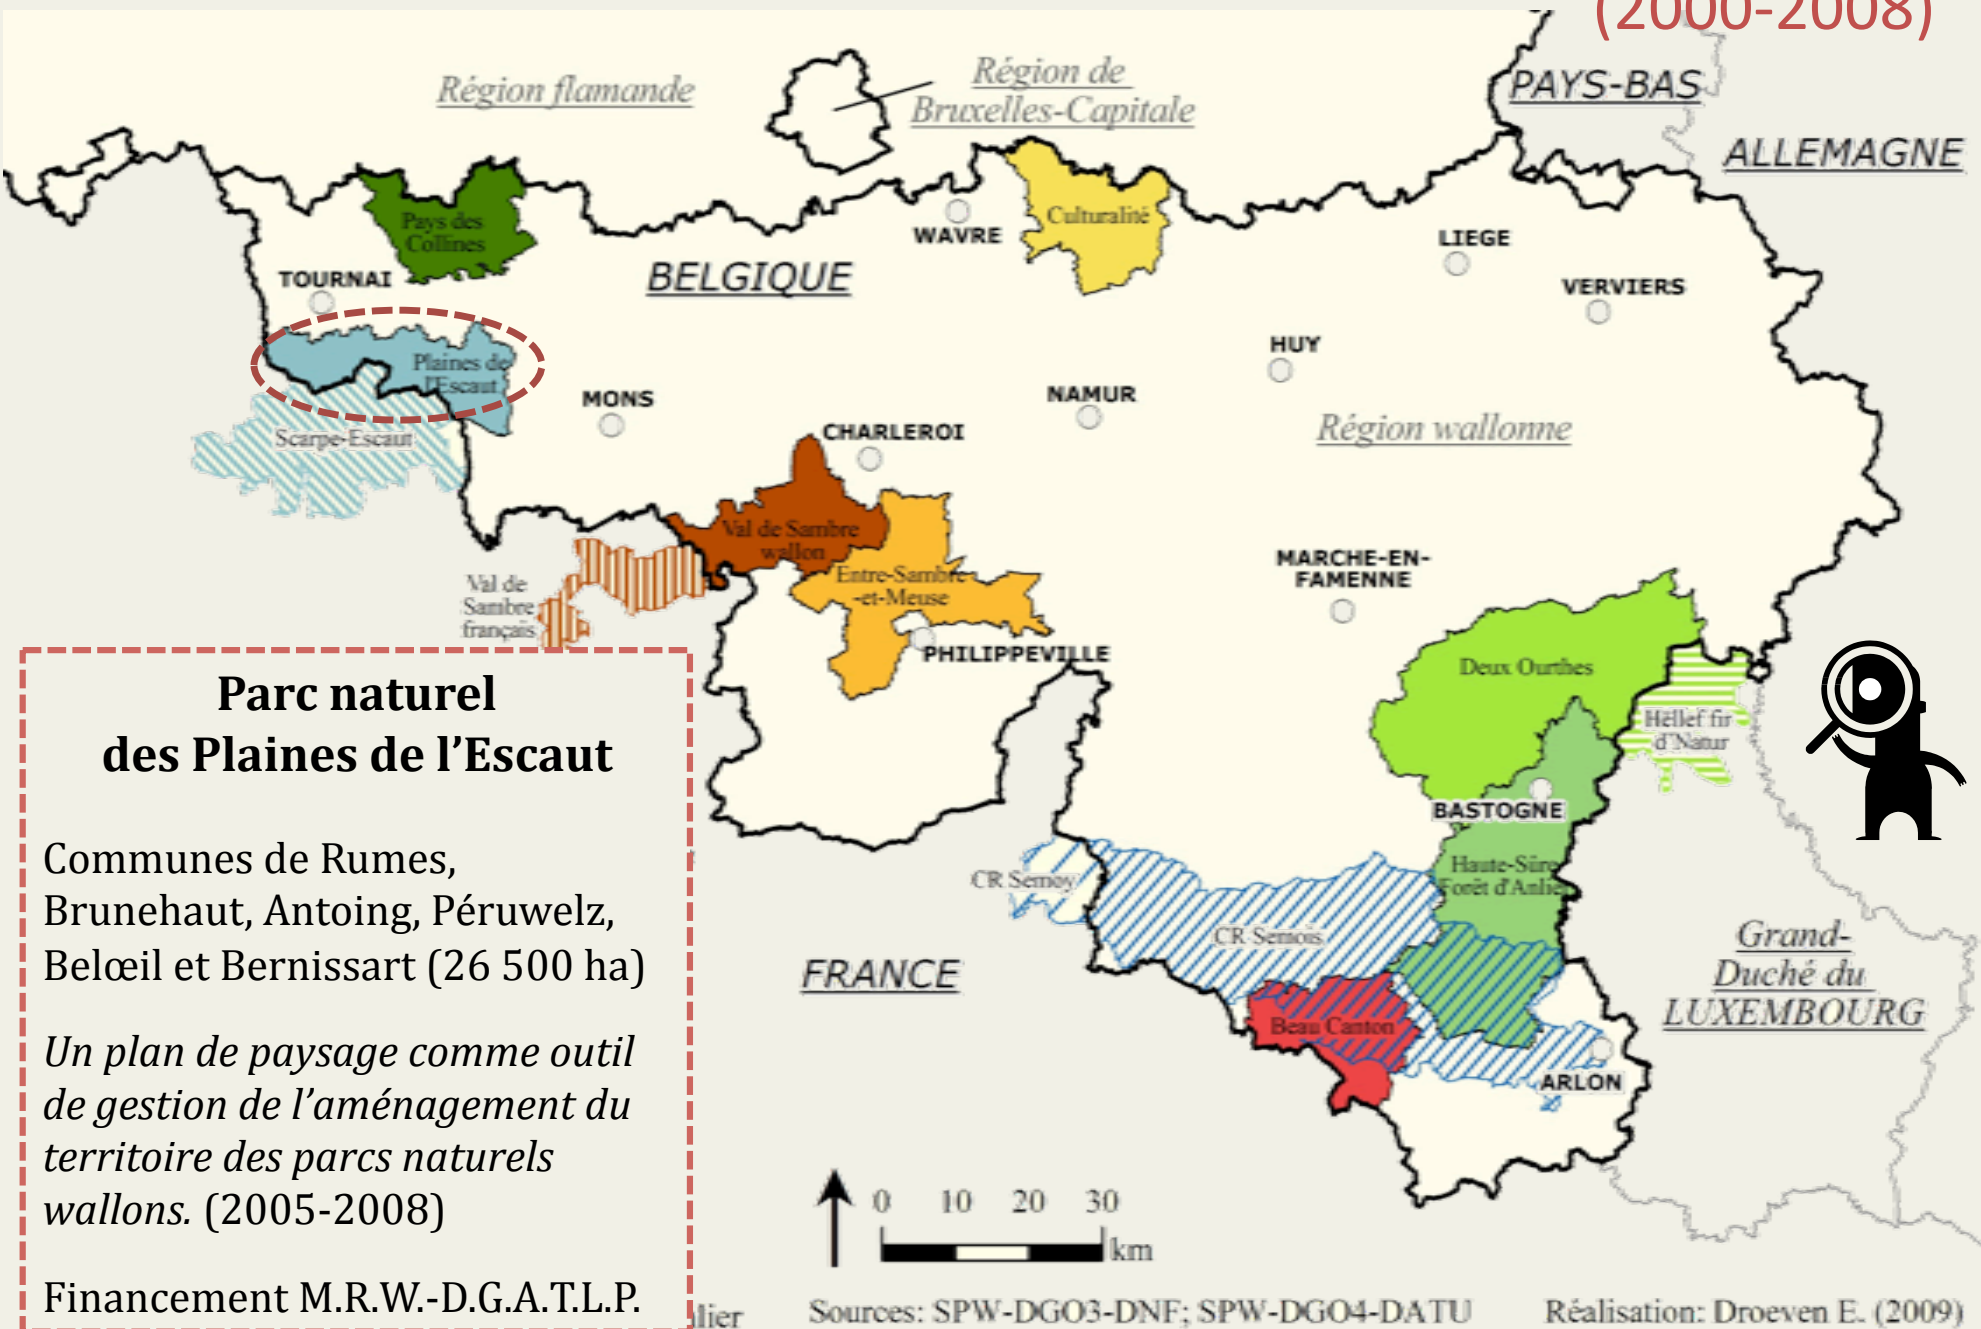 (2000-2008)
Région flamande
Région de
Bruxelles-Capitale
PAYS-BAS
ALLEMAGNE
Pays des
Collines
Culturalité
WAVRE
LIEGE
TOURNAI
BELGIQUE
VERVIERS
Plaines de
l'Escaut
HUY
MONS
NAMUR
Scarpe-Escaut
CHARLEROI
Région wallonne
Val de Sambre
wallon
Entre-Sambre
-et-Meuse
Val de
Sambre
français
MARCHE-EN-
FAMENNE
PHILIPPEVILLE
Deux Ourthes
Hëllef fir
d'Natur
BASTOGNE
Haute-Sûre
Forêt d'Anlier
CR Semoy
CR Semois
FRANCE
Grand-
Duché du
LUXEMBOURG
Beau Canton
ARLON
Parc naturel
des Plaines de l’Escaut
Communes de Rumes,
Brunehaut, Antoing, Péruwelz,
Belœil et Bernissart (26 500 ha)
Un plan de paysage comme outil
de gestion de l’aménagement du
territoire des parcs naturels
wallons. (2005-2008)
Financement M.R.W.-D.G.A.T.L.P.
0 10 20 30
km
lier
Sources: SPW-DGO3-DNF; SPW-DGO4-DATU
Réalisation: Droeven E. (2009)